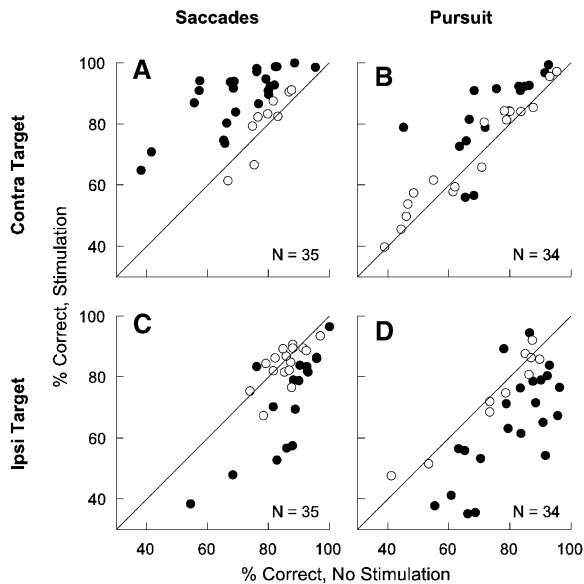 Saccades Pursuit
Contra Target
Ipsi Target
% Correct, Stimulation
A
100
80
60
40
N = 35
B
N = 34
C
100
80
60
40
N = 35
40 60 80 100
D
N = 34
40 60 80 100
% Correct, No Stimulation